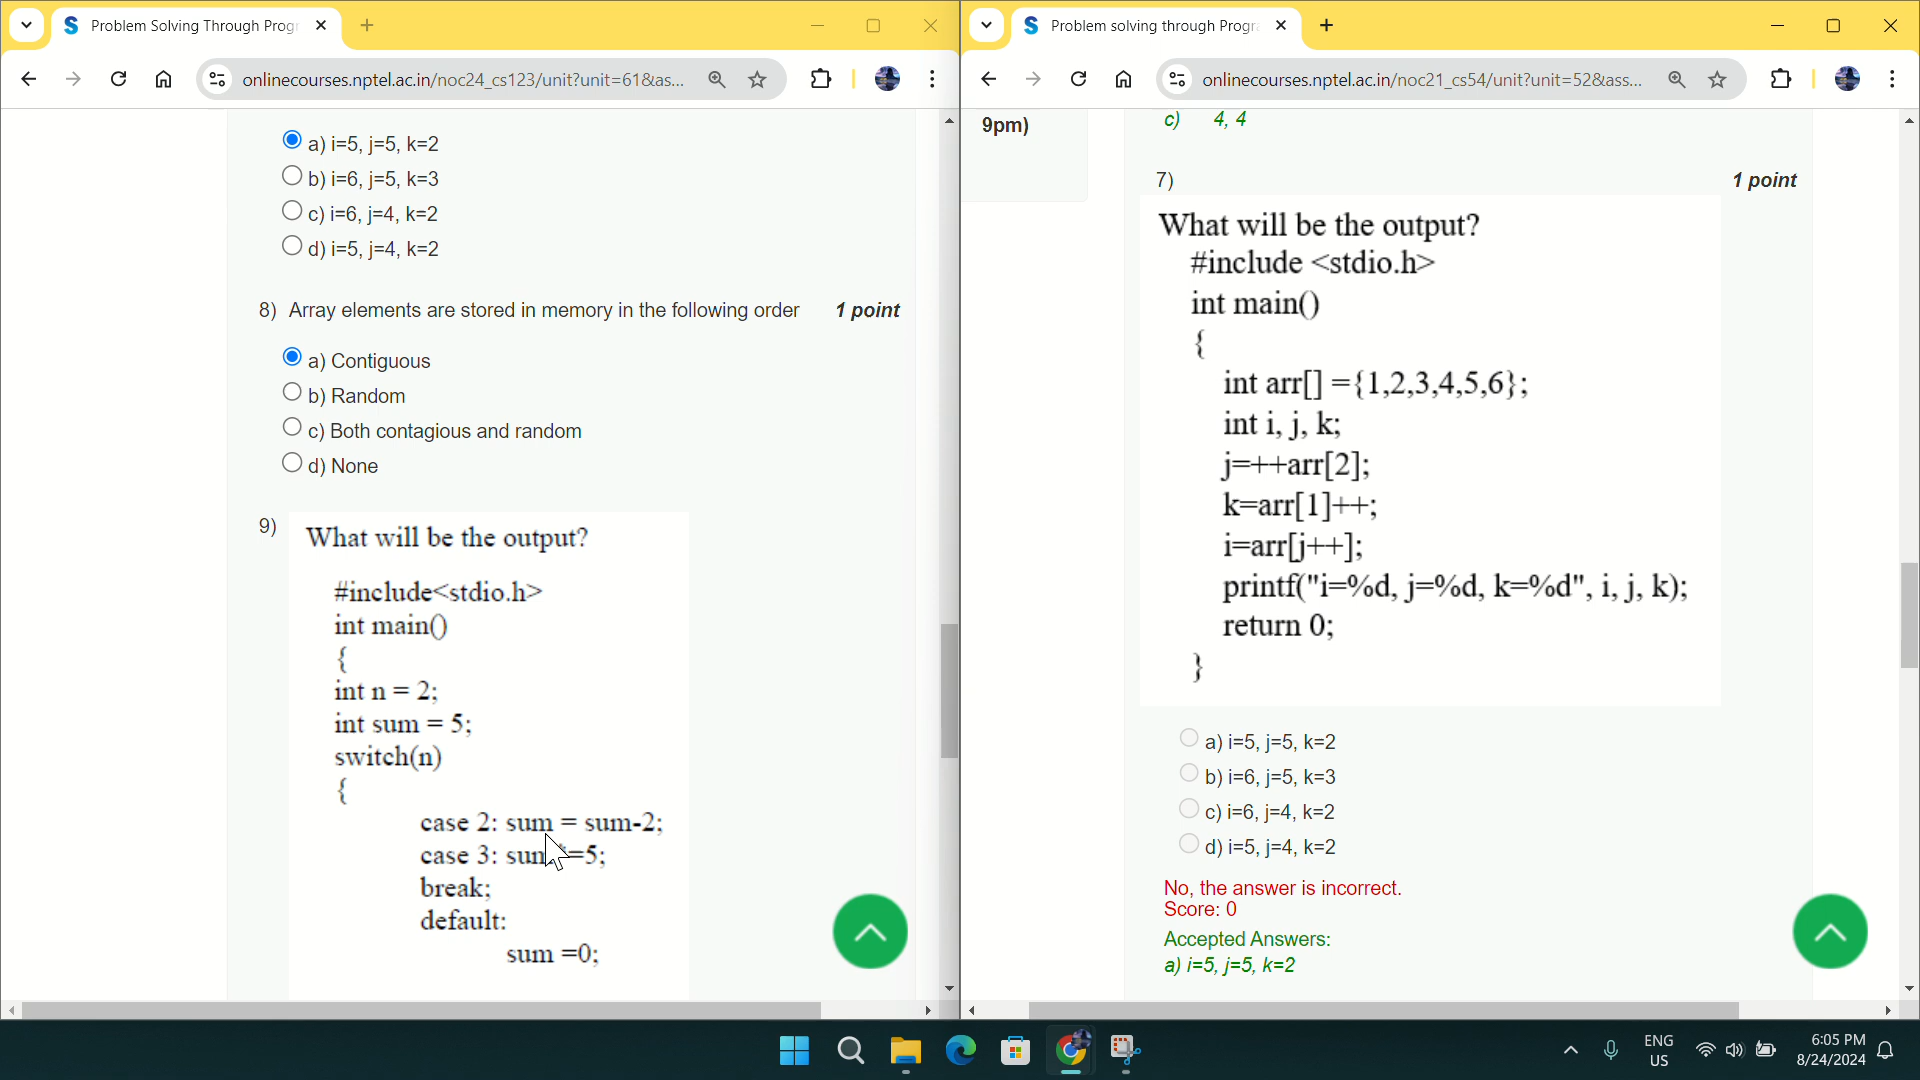 Problem Solving Through Progr
onlinecourses.nptel.ac.in/noc24_cs123/unit?unit=61&as...
a) i=5, j=5, k=2
b) i=6, j=5, k=3
c) i=6, j=4, k=2
d) i=5, j=4, k=2
8) Array elements are stored in memory in the following order 1 point
a) Contiguous
b) Random
c) Both contagious and random
d) None
9)
What will be the output?
#include<stdio.h>
int main()
{
int n = 2;
int sum = 5;
switch(n)
{
case 2: sum = sum-2;
case 3: sum*=5;
break;
default:
sum =0;
Problem solving through Progra
onlinecourses.nptel.ac.in/noc21_cs54/unit?unit=52&ass...
9pm)
c) 4, 4
7) 1 point
What will be the output?
#include <stdio.h>
int main()
{
int arr[] ={1,2,3,4,5,6};
int i, j, k;
j=++arr[2];
k=arr[1]++;
i=arr[j++];
printf("i=%d, j=%d, k=%d", i, j, k);
return 0;
}
a) i=5, j=5, k=2
b) i=6, j=5, k=3
c) i=6, j=4, k=2
d) i=5, j=4, k=2
No, the answer is incorrect.
Score: 0
Accepted Answers:
a) i=5, j=5, k=2
ENG
US
6:05 PM
8/24/2024